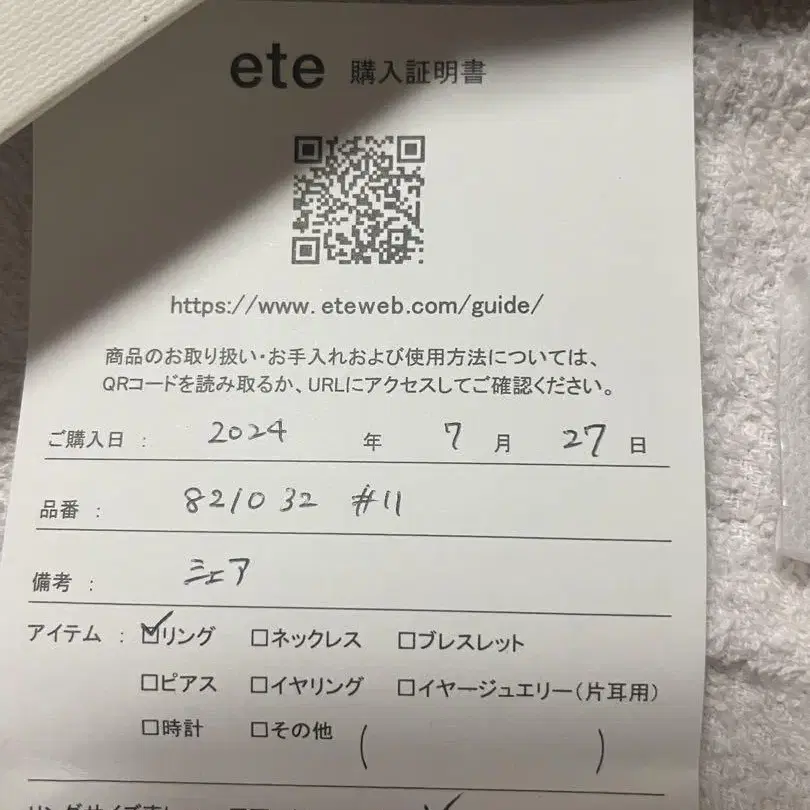 ete 購入証明書
https://www.eteweb.com/guide/
商品のお取り扱い・お手入れおよび使用方法については、
QRコードを読み取るか、URLにアクセスしてご確認ください。
ご購入日 : 2024 年 7 月 27 日
品番 : 821032 #11
備考 : シェア
アイテム : ☑リング □ネックレス □ブレスレット
□ピアス □イヤリング □イヤージュエリー(片耳用)
□時計 □その他 ( )